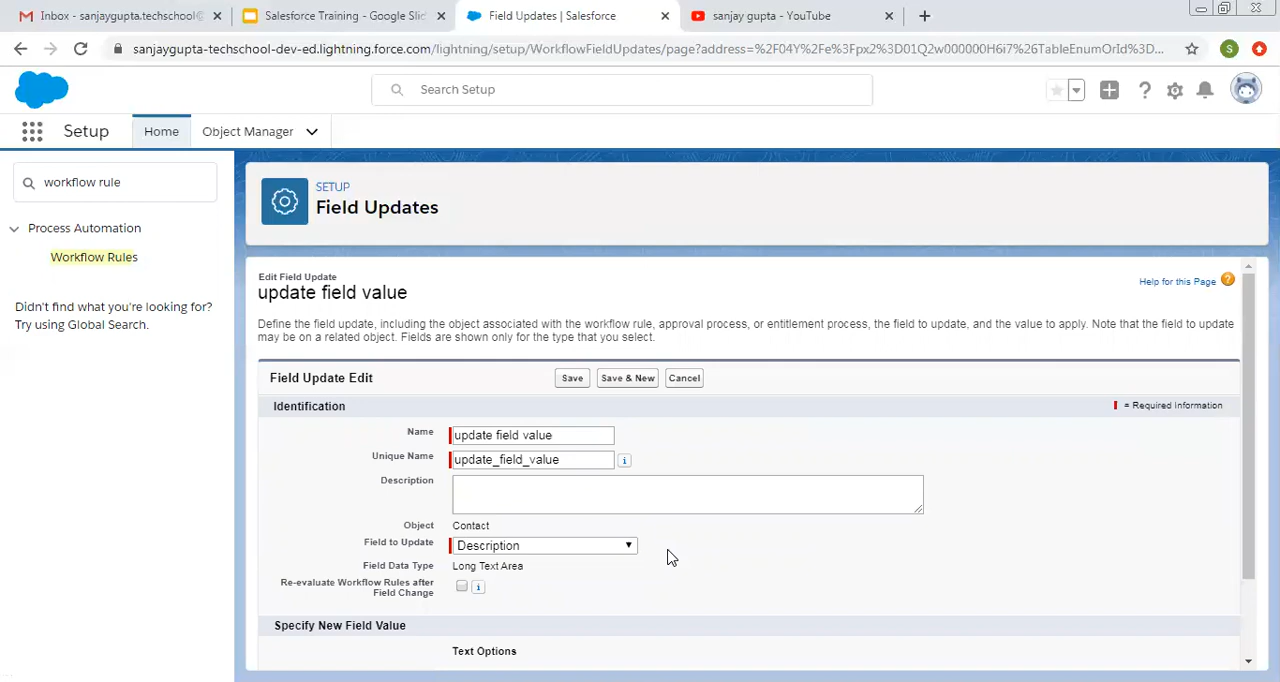 Inbox - sanjaygupta.techschool@
Salesforce Training - Google Slid
Field Updates | Salesforce
sanjay gupta - YouTube
sanjaygupta-techschool-dev-ed.lightning.force.com/lightning/setup/WorkflowFieldUpdates/page?address=%2F04Y%2Fe%3Fpx2%3D01Q2w000000H6i7%26TableEnumOrId%3D...
S
Search Setup
Setup
Home
Object Manager
workflow rule
Process Automation
Workflow Rules
Didn't find what you're looking for?
Try using Global Search.
SETUP
Field Updates
Edit Field Update
update field value
Help for this Page
Define the field update, including the object associated with the workflow rule, approval process, or entitlement process, the field to update, and the value to apply. Note that the field to update
may be on a related object. Fields are shown only for the type that you select.
Field Update Edit
Save
Save & New
Cancel
Identification
= Required Information
Name
update field value
Unique Name
update_field_value
Description
Object
Contact
Field to Update
Description
Field Data Type
Long Text Area
Re-evaluate Workflow Rules after
Field Change
Specify New Field Value
Text Options